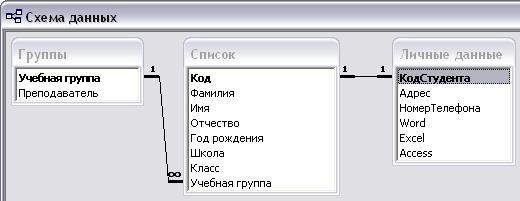 Схема данных
Группы
Учебная группа
Преподаватель
1
∞
Список
Код
Фамилия
Имя
Отчество
Год рождения
Школа
Класс
Учебная группа
1
1
Личные данные
КодСтудента
Адрес
НомерТелефона
Word
Excel
Access